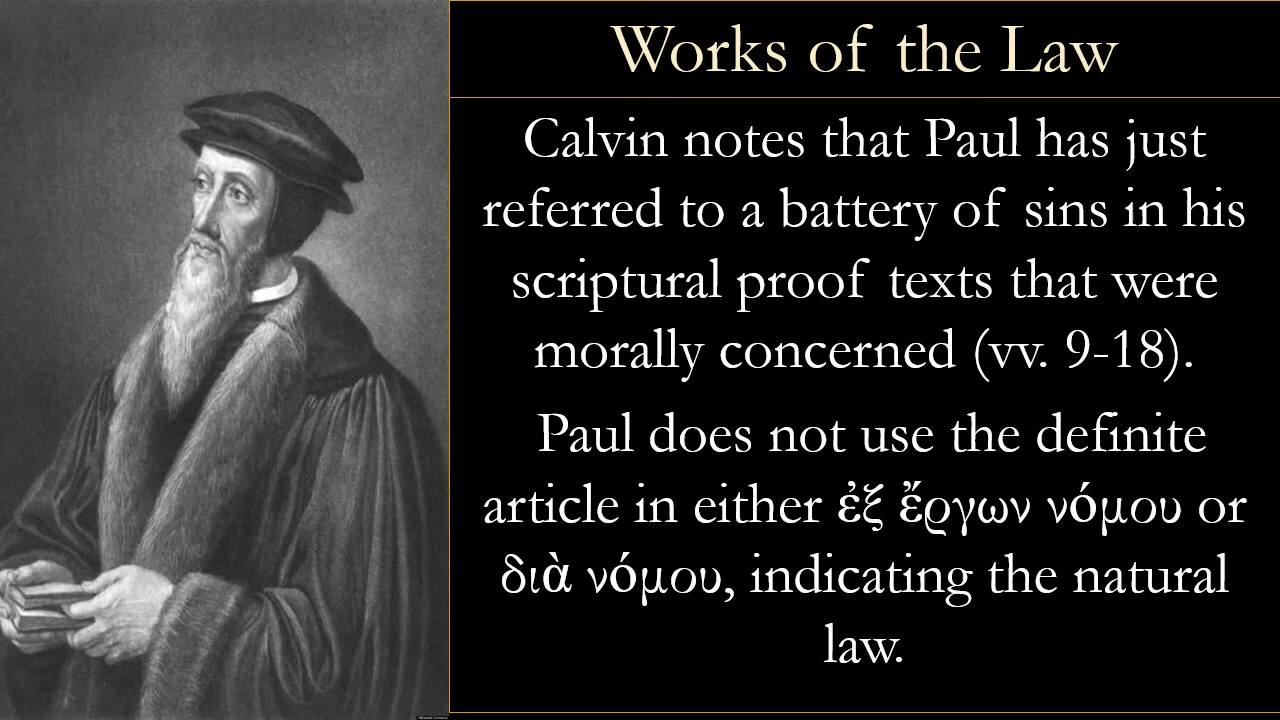 Works of the Law
Calvin notes that Paul has just
referred to a battery of sins in his
scriptural proof texts that were
morally concerned (vv. 9-18).
Paul does not use the definite
article in either ἐξ ἔργων νόμου or
διὰ νόμου, indicating the natural
law.